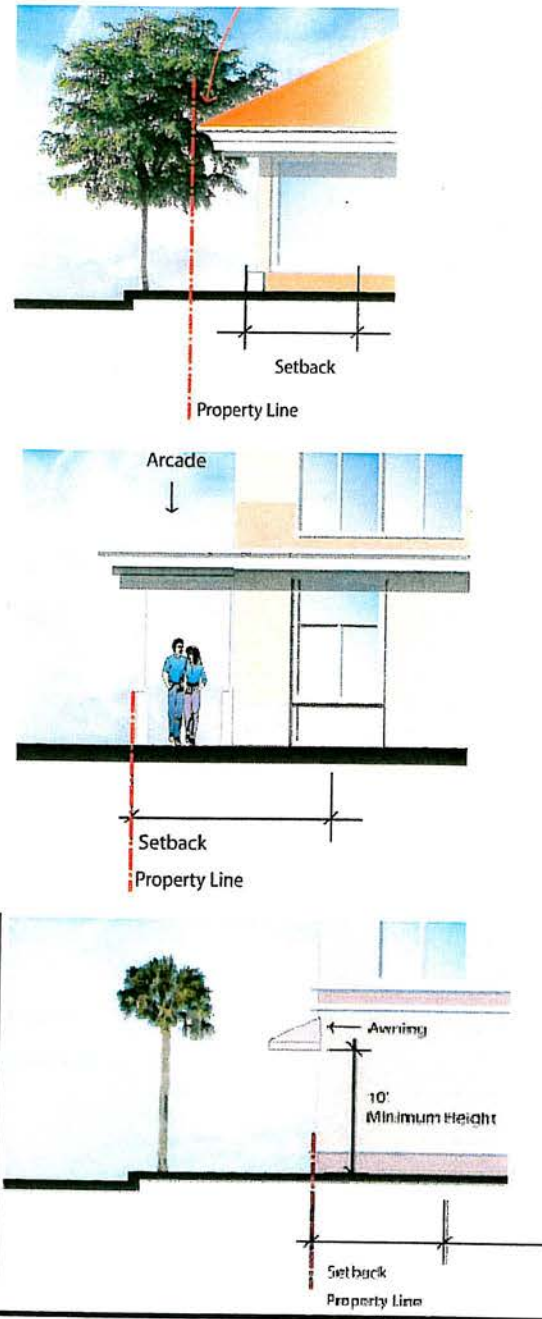 Setback
Property Line
Arcade
Setback
Property Line
Awning
10'
Minimum Height
Setback
Property Line